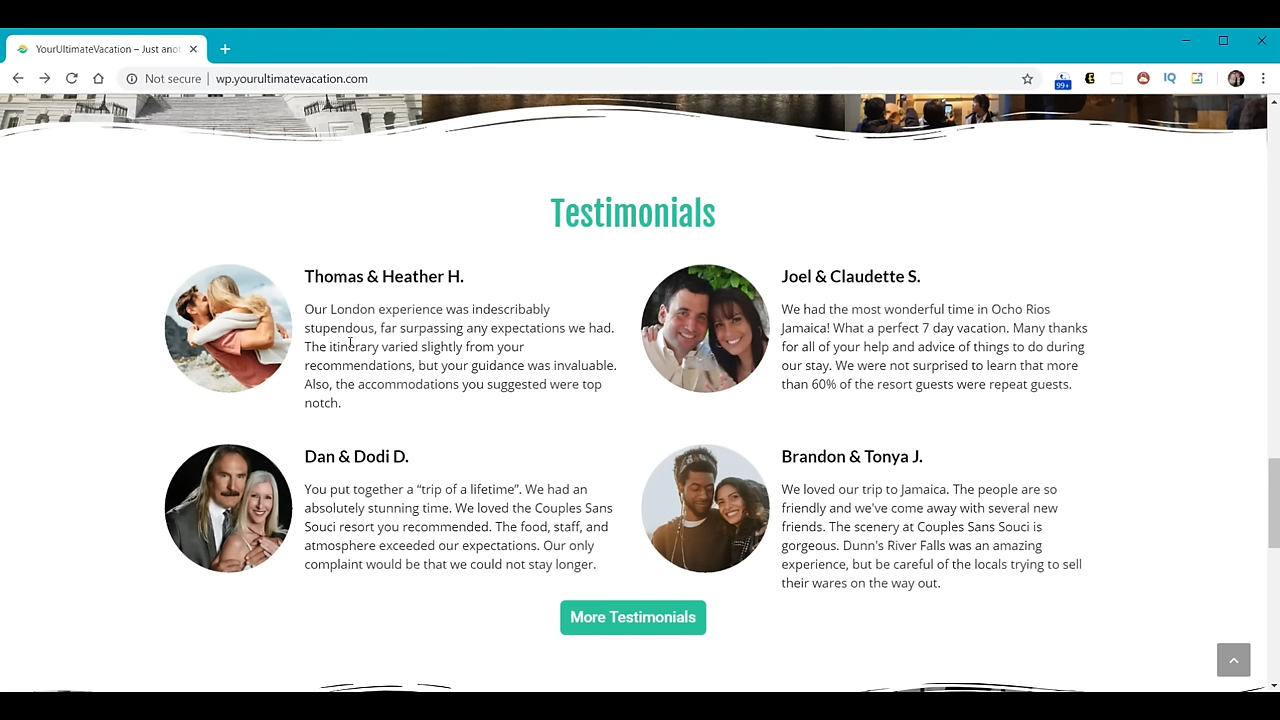 YourUltimateVacation – Just anot
Not secure
wp.yourultimatevacation.com
99+
IQ
Testimonials
Thomas & Heather H.
Our London experience was indescribably
stupendous, far surpassing any expectations we had.
The itinerary varied slightly from your
recommendations, but your guidance was invaluable.
Also, the accommodations you suggested were top
notch.
Joel & Claudette S.
We had the most wonderful time in Ocho Rios
Jamaica! What a perfect 7 day vacation. Many thanks
for all of your help and advice of things to do during
our stay. We were not surprised to learn that more
than 60% of the resort guests were repeat guests.
Dan & Dodi D.
You put together a “trip of a lifetime”. We had an
absolutely stunning time. We loved the Couples Sans
Souci resort you recommended. The food, staff, and
atmosphere exceeded our expectations. Our only
complaint would be that we could not stay longer.
Brandon & Tonya J.
We loved our trip to Jamaica. The people are so
friendly and we've come away with several new
friends. The scenery at Couples Sans Souci is
gorgeous. Dunn's River Falls was an amazing
experience, but be careful of the locals trying to sell
their wares on the way out.
More Testimonials